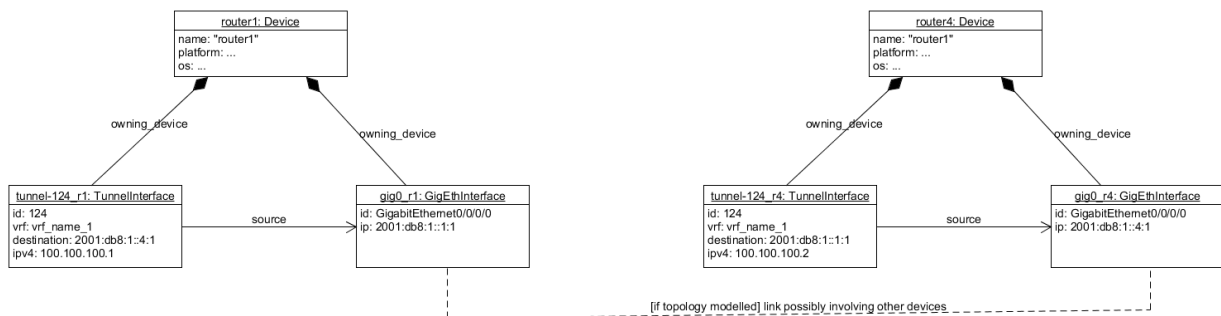 router1: Device
name: "router1"
platform: ...
os: ...
owning_device
owning_device
tunnel-124_r1: TunnelInterface
id: 124
vrf: vrf_name_1
destination: 2001:db8:1::4:1
ipv4: 100.100.100.1
source
gig0_r1: GigEthInterface
id: GigabitEthernet0/0/0/0
ip: 2001:db8:1::1:1
router4: Device
name: "router1"
platform: ...
os: ...
owning_device
owning_device
tunnel-124_r4: TunnelInterface
id: 124
vrf: vrf_name_1
destination: 2001:db8:1::1:1
ipv4: 100.100.100.2
source
gig0_r4: GigEthInterface
id: GigabitEthernet0/0/0/0
ip: 2001:db8:1::4:1
[if topology modelled] link possibly involving other devices